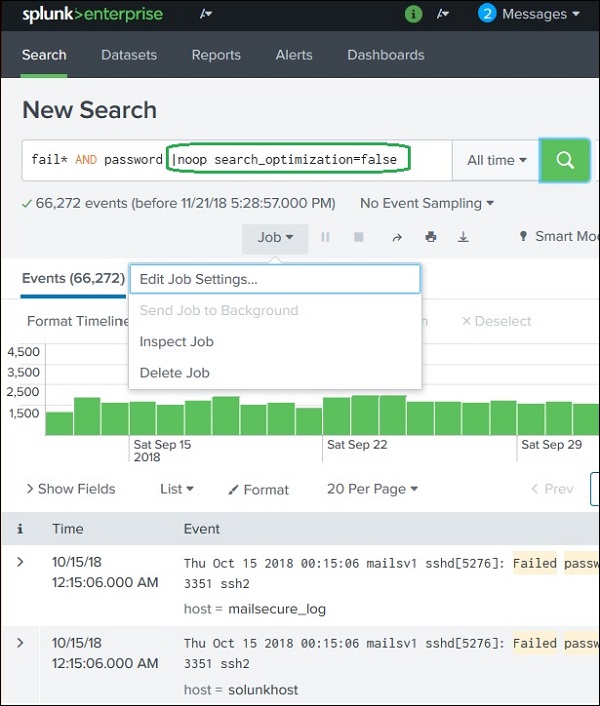 splunk>enterprise
2 Messages
Search Datasets Reports Alerts Dashboards
New Search
fail* AND password |noop search_optimization=false All time
66,272 events (before 11/21/18 5:28:57.000 PM) No Event Sampling
Job Smart Mo
Events (66,272)
Edit Job Settings...
Send Job to Background
Inspect Job
Delete Job
Format Timeline n × Deselect
4,500
3,500
2,500
1,500
Sat Sep 15
2018
Sat Sep 22
Sat Sep 29
> Show Fields List Format 20 Per Page < Prev
i Time Event
> 10/15/18
12:15:06.000 AM
Thu Oct 15 2018 00:15:06 mailsv1 sshd[5276]: Failed passw
3351 ssh2
host = mailsecure_log
> 10/15/18
12:15:06.000 AM
Thu Oct 15 2018 00:15:06 mailsv1 sshd[5276]: Failed passw
3351 ssh2
host = solunkhost